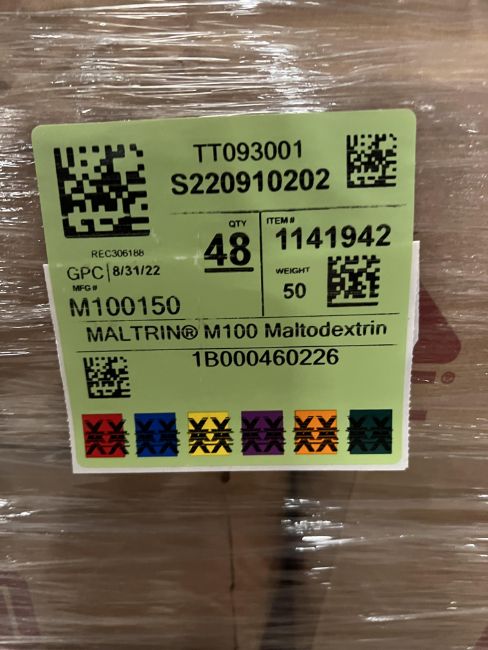 TT093001
S220910202
QTY
48
ITEM #
1141942
REC306188
GPC 8/31/22
WEIGHT
50
MFG #
M100150
MALTRIN® M100 Maltodextrin
1B000460226